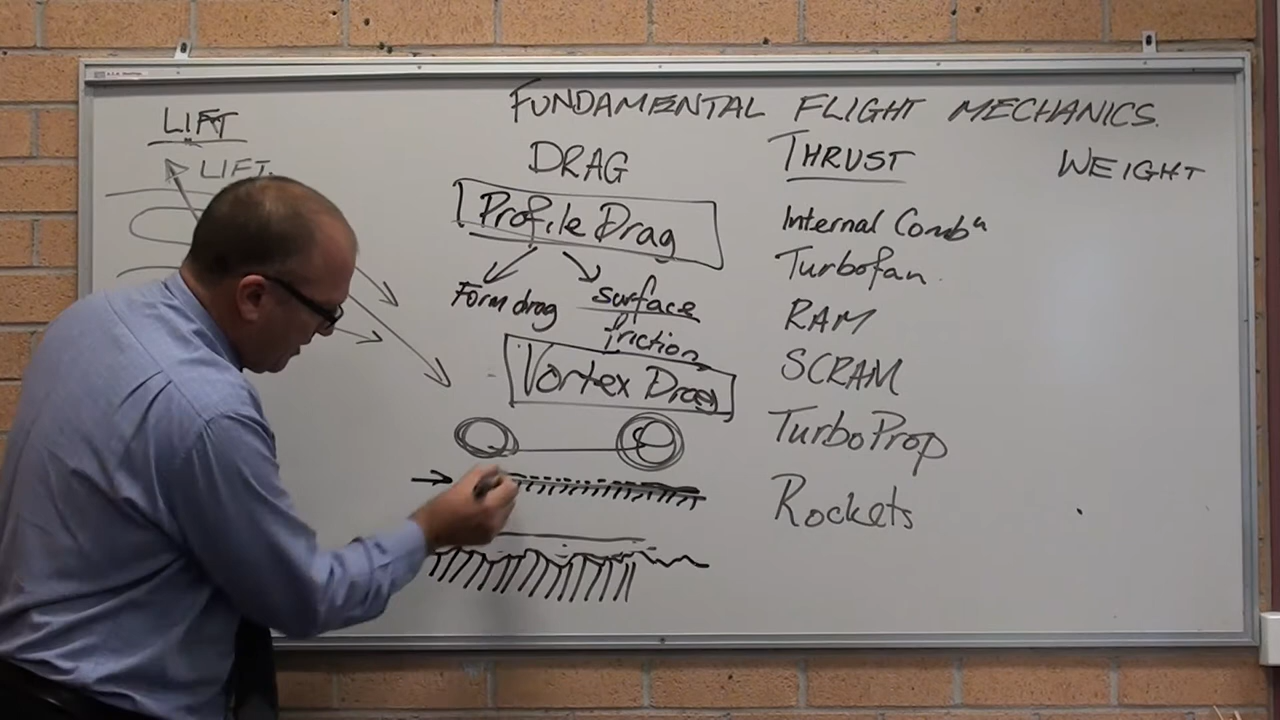 FUNDAMENTAL FLIGHT MECHANICS.
LIFT
LIFT.
DRAG
Profile Drag
Form drag
surface
friction
Vortex Drag
THRUST
Internal Combⁿ
Turbofan
RAM
SCRAM
TurboProp
Rockets
WEIGHT